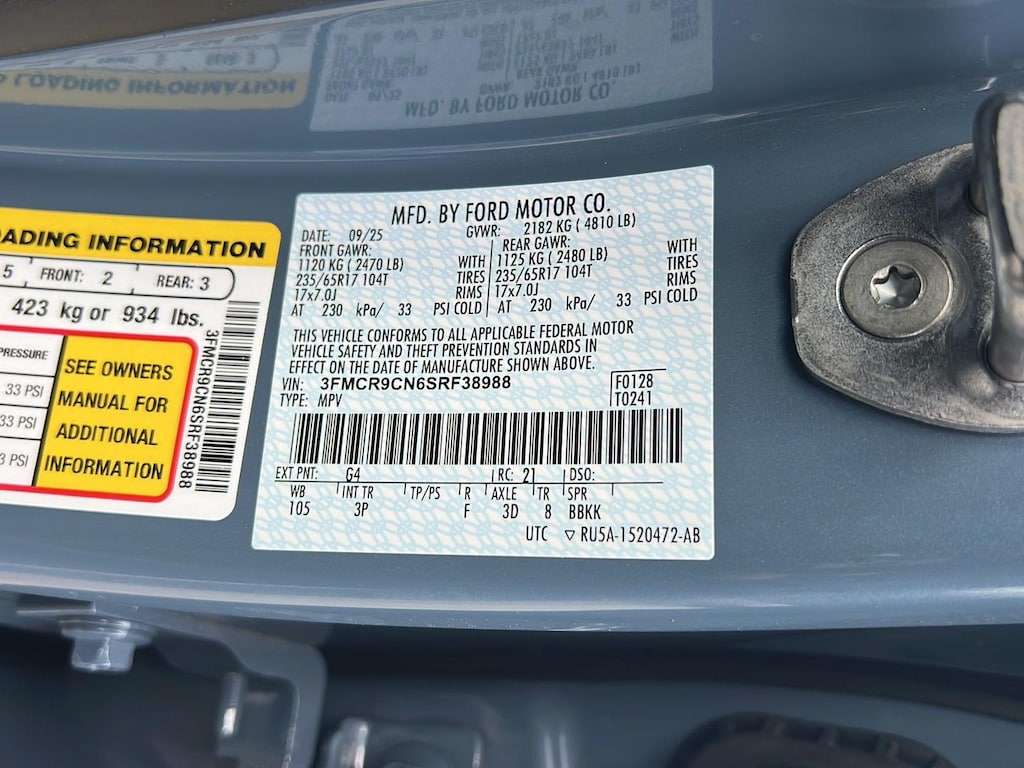 ADING INFORMATION
5 FRONT: 2 REAR: 3
423 kg or 934 lbs.
PRESSURE
33 PSI
33 PSI
3 PSI
SEE OWNERS
MANUAL FOR
ADDITIONAL
INFORMATION
3FMCR9CN6SRF38988
MFD. BY FORD MOTOR CO.
DATE: 09/25 GVWR: 2182 KG ( 4810 LB)
FRONT GAWR: REAR GAWR:
1120 KG ( 2470 LB) WITH 1125 KG ( 2480 LB) WITH
235/65R17 104T TIRES 235/65R17 104T TIRES
17x7.0J RIMS 17x7.0J RIMS
AT 230 kPa/ 33 PSI COLD AT 230 kPa/ 33 PSI COLD
THIS VEHICLE CONFORMS TO ALL APPLICABLE FEDERAL MOTOR
VEHICLE SAFETY AND THEFT PREVENTION STANDARDS IN
EFFECT ON THE DATE OF MANUFACTURE SHOWN ABOVE.
VIN: 3FMCR9CN6SRF38988 F0128
TYPE: MPV T0241
EXT PNT: G4 RC: 21 DSO:
WB INT TR TP/PS R AXLE TR SPR
105 3P F 3D 8 BBKK
UTC ▽ RU5A-1520472-AB